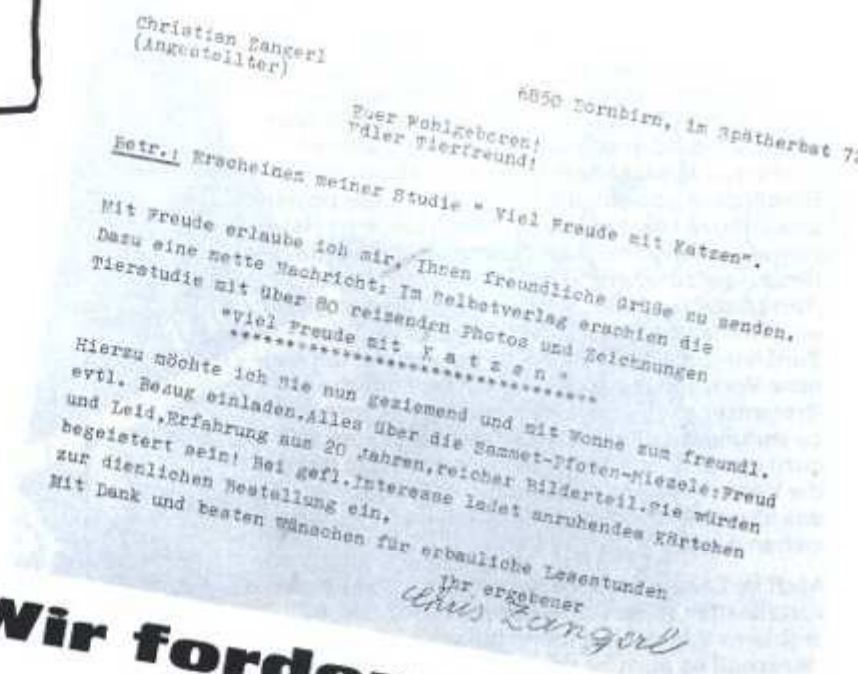 Christian Zangerl
(Angestellter)
6850 Dornbirn, im Spätherbst 7
Euer Wohlgeboren!
Edler Tierfreund!
Betr.: Erscheinen meiner Studie " Viel Freude mit Katzen".
Mit Freude erlaube ich mir, Ihnen freundliche Grüße zu senden.
Dazu eine nette Nachricht: Im Selbstverlag erschien die
Tierstudie mit über 80 reizenden Photos und Zeichnungen
"Viel Freude mit K a t z e n "
************************************
Hierzu möchte ich Sie nun geziemend und mit Wonne zum freundl.
evtl. Bezug einladen.Alles über die Sammet-Pfoten-Miezele:Freud
und Leid,Erfahrung aus 20 Jahren,reicher Bilderteil.Sie würden
begeistert sein! Bei gefl.Interesse ladet anruhendes Kärtchen
zur dienlichen Bestellung ein.
Mit Dank und besten Wünschen für erbauliche Lesestunden
Ihr ergebener
Chris Zangerl
Wir forder